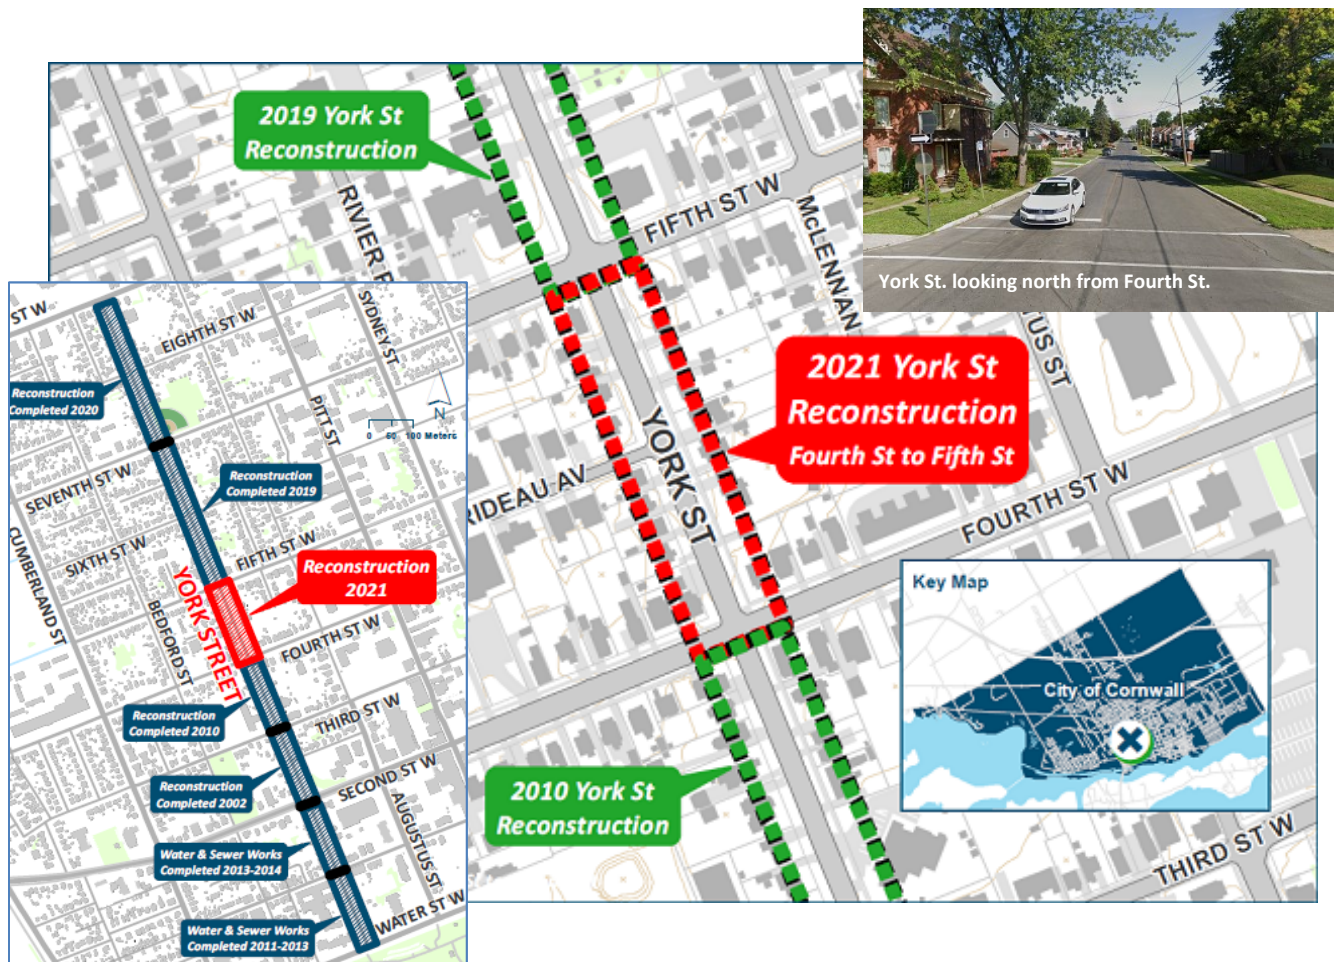 2019 York St
Reconstruction
RIVIER
FIFTH ST W
McLENNAN
York St. looking north from Fourth St.
2021 York St
Reconstruction
Fourth St to Fifth St
YORK ST
RIDEAU AV
FOURTH ST W
ST
2010 York St
Reconstruction
THIRD ST W
Key Map
City of Cornwall
ST W
EIGHTH ST W
SYDNEY ST
Reconstruction
Completed 2020
PITT ST
N
0 50 100 Meters
SEVENTH ST W
Reconstruction
Completed 2019
CUMBERLAND ST
SIXTH ST W
FIFTH ST W
Reconstruction
2021
YORK STREET
BEDFORD ST
FOURTH ST W
Reconstruction
Completed 2010
THIRD ST W
Reconstruction
Completed 2002
SECOND ST W
AUGUSTUS ST
Water & Sewer Works
Completed 2013-2014
Water & Sewer Works
Completed 2011-2013
WATER ST W